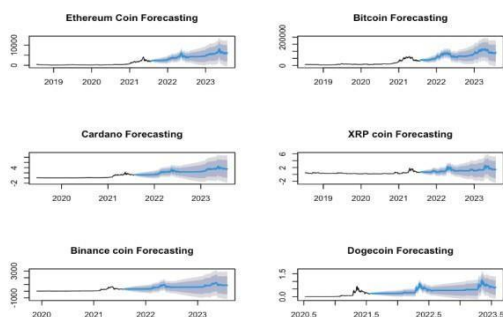 Ethereum Coin Forecasting
0 10000
2019 2020 2021 2022 2023
Bitcoin Forecasting
0 200000
2019 2020 2021 2022 2023
Cardano Forecasting
-2 4
2020 2021 2022 2023
XRP coin Forecasting
-2 2 6
2019 2020 2021 2022 2023
Binance coin Forecasting
-1000 3000
2020 2021 2022 2023
Dogecoin Forecasting
0.0 1.5
2020.5 2021.5 2022.5